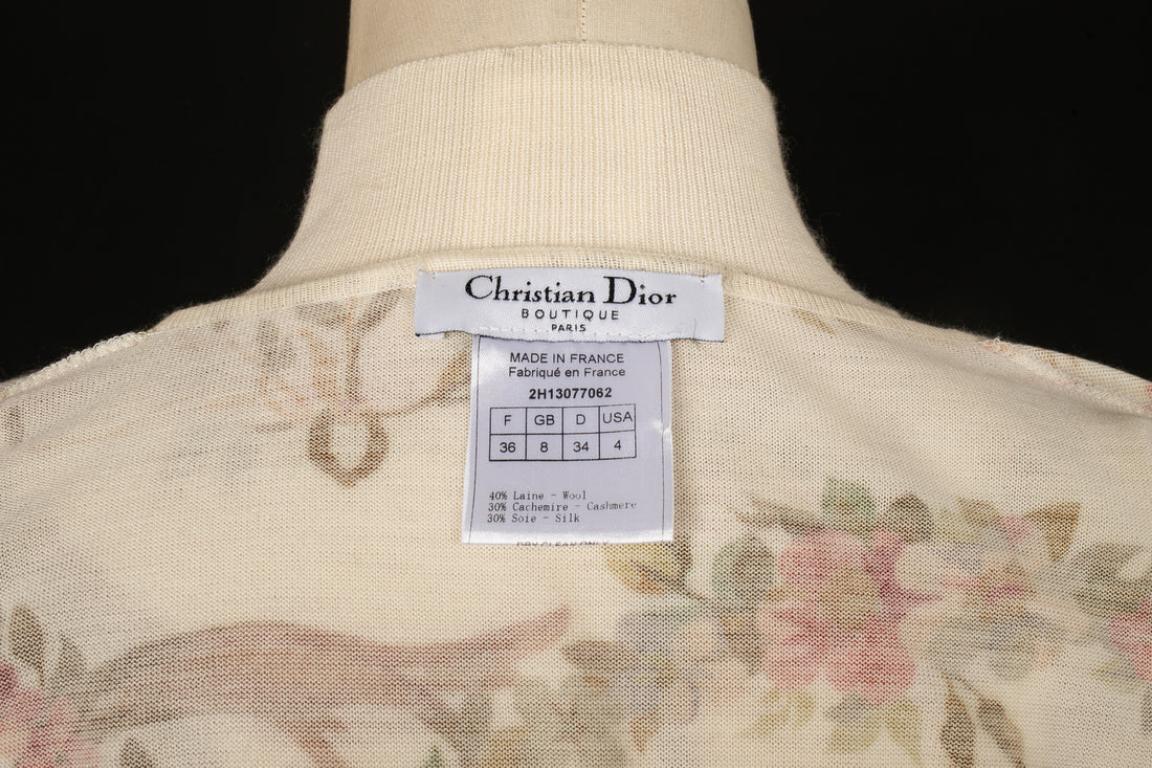 Christian Dior
BOUTIQUE
PARIS
MADE IN FRANCE
Fabriqué en France
2H13077062
F GB D USA
36 8 34 4
40% Laine - Wool
30% Cachemire - Cashmere
30% Soie - Silk